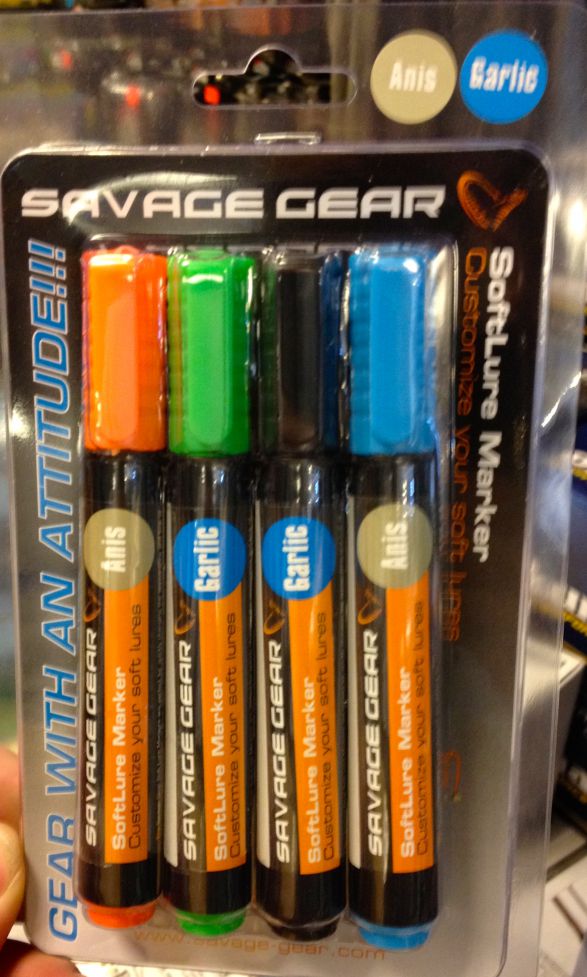 Anis
Garlic
SAVAGE GEAR
SoftLure Marker
Customize your soft lures
GEAR WITH AN ATTITUDE!!!
Anis
SAVAGE GEAR
SoftLure Marker
Customize your soft lures
Garlic
SAVAGE GEAR
SoftLure Marker
Customize your soft lures
Garlic
SAVAGE GEAR
SoftLure Marker
Customize your soft lures
Anis
SAVAGE GEAR
SoftLure Marker
Customize your soft lures
www.savage-gear.com